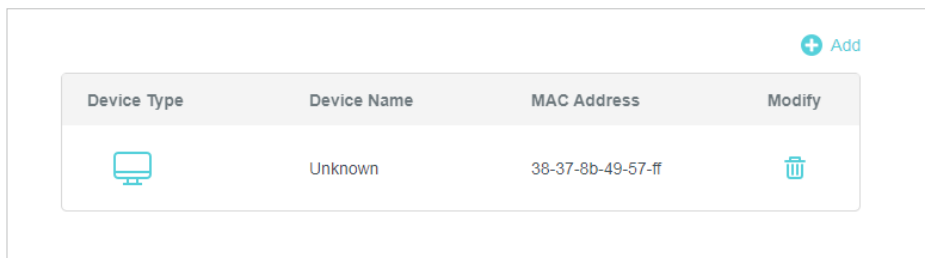 Add
Device Type Device Name MAC Address Modify
Unknown 38-37-8b-49-57-ff